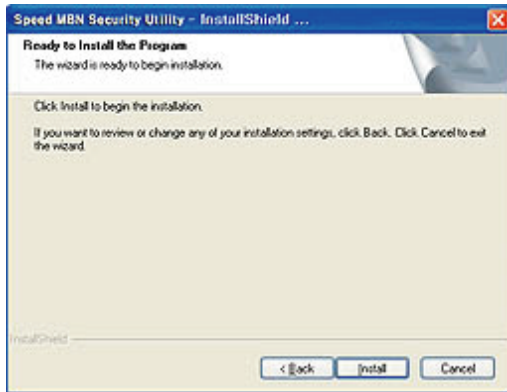 Speed MBN Security Utility - InstallShield ...
Ready to Install the Program
The wizard is ready to begin installation.
Click Install to begin the installation.
If you want to review or change any of your installation settings, click Back. Click Cancel to exit
the wizard.
InstallShield
< Back Install Cancel